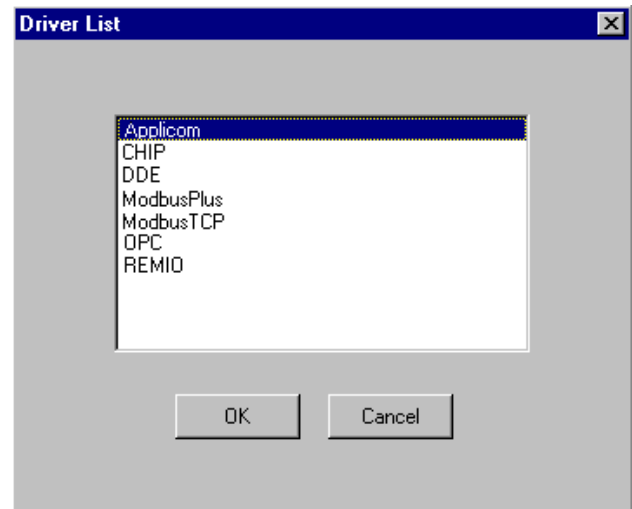 Driver List
Applicom
CHIP
DDE
ModbusPlus
ModbusTCP
OPC
REMIO
OK Cancel